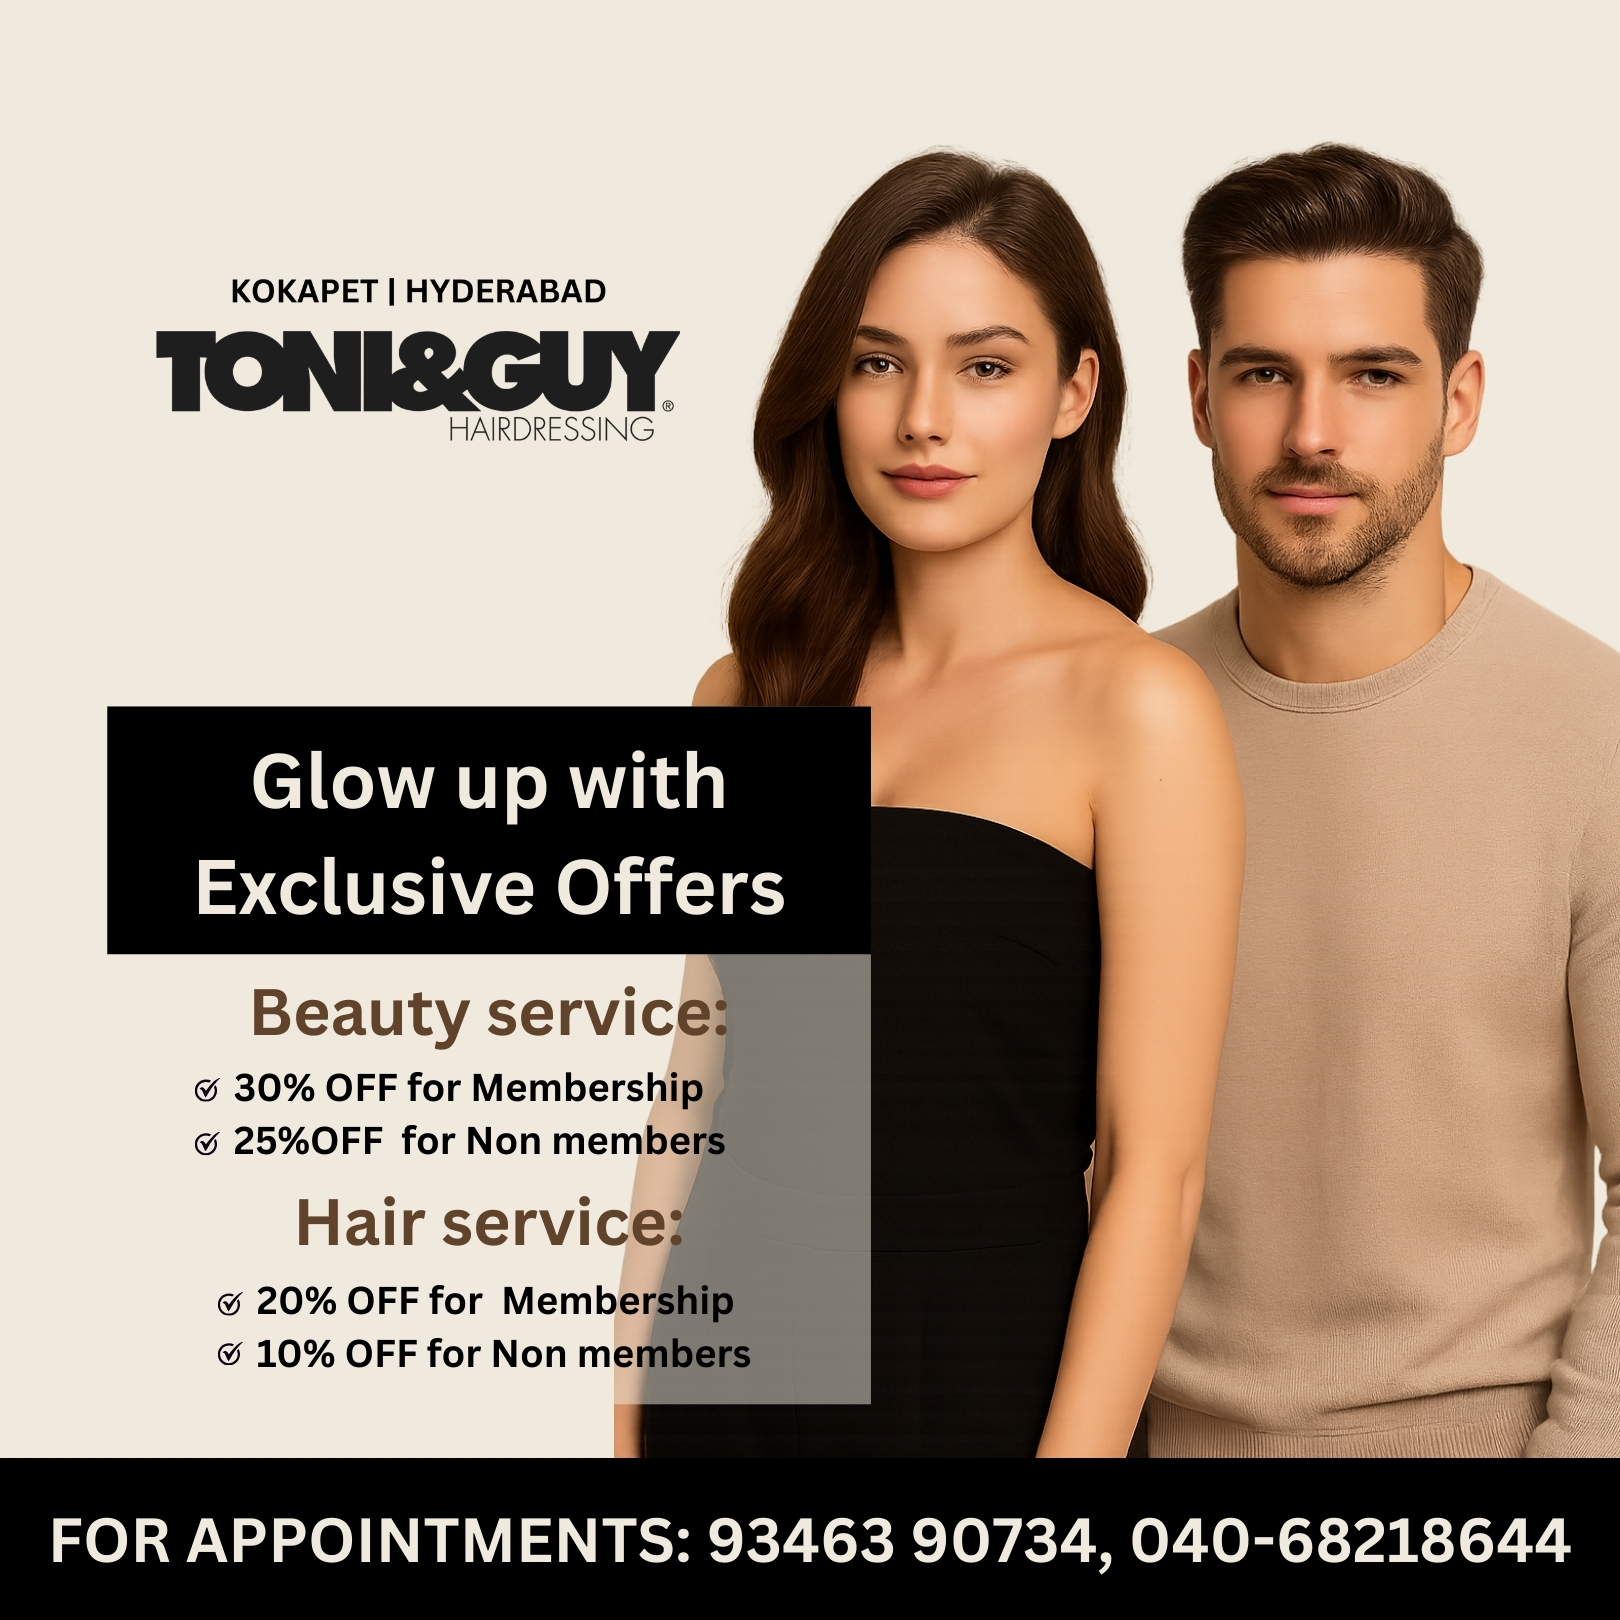 KOKAPET | HYDERABAD
TONI&GUY®
HAIRDRESSING
Glow up with
Exclusive Offers
Beauty service:
30% OFF for Membership
25%OFF for Non members
Hair service:
20% OFF for Membership
10% OFF for Non members
FOR APPOINTMENTS: 93463 90734, 040-68218644